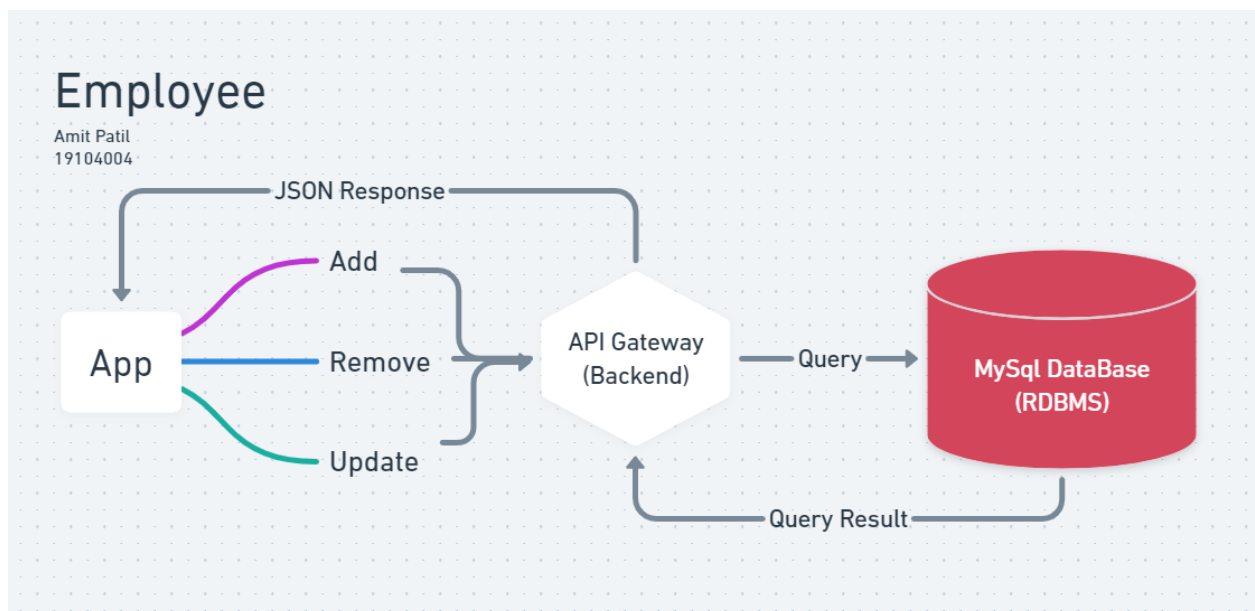 Employee
Amit Patil
19104004
JSON Response
Add
App
Remove
Update
API Gateway
(Backend)
Query
MySql DataBase
(RDBMS)
Query Result